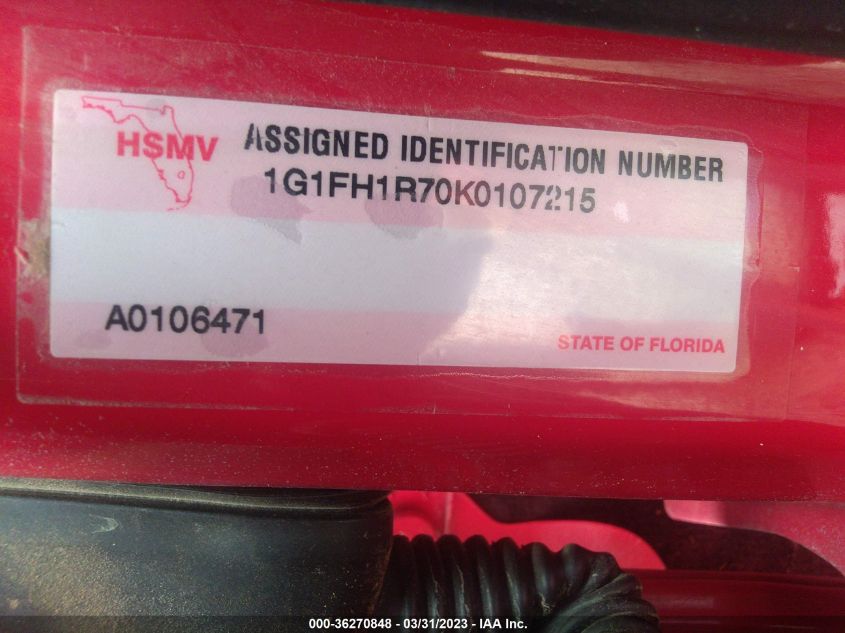 HSMV
ASSIGNED IDENTIFICATION NUMBER
1G1FH1R70K0107215
A0106471
STATE OF FLORIDA
000-36270848 - 03/31/2023 - IAA Inc.